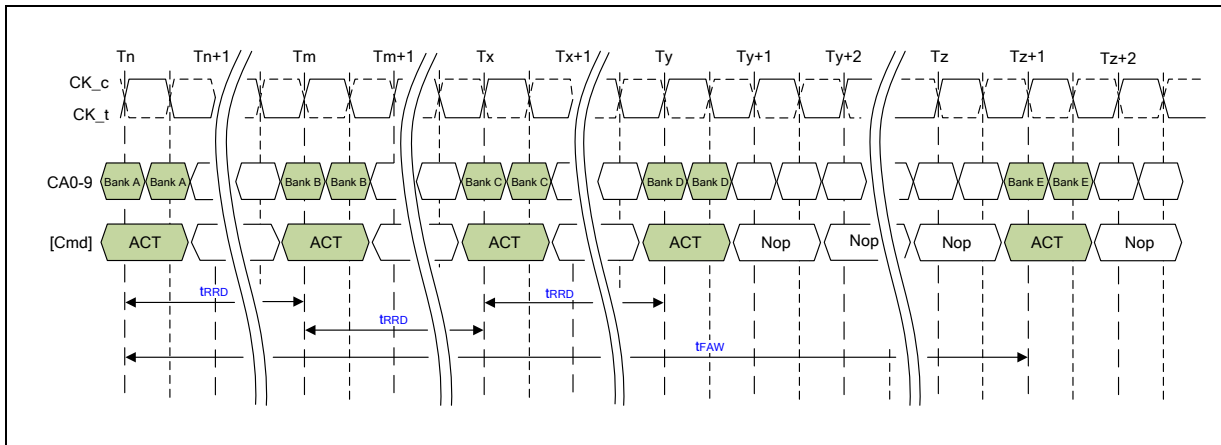 Tn Tn+1 Tm Tm+1 Tx Tx+1 Ty Ty+1 Ty+2 Tz Tz+1 Tz+2
CK_c
CK_t
CA0-9 Bank A Bank A Bank B Bank B Bank C Bank C Bank D Bank D Bank E Bank E
[Cmd] ACT ACT ACT ACT Nop Nop Nop ACT Nop
tRRD tRRD
tRRD
tFAW